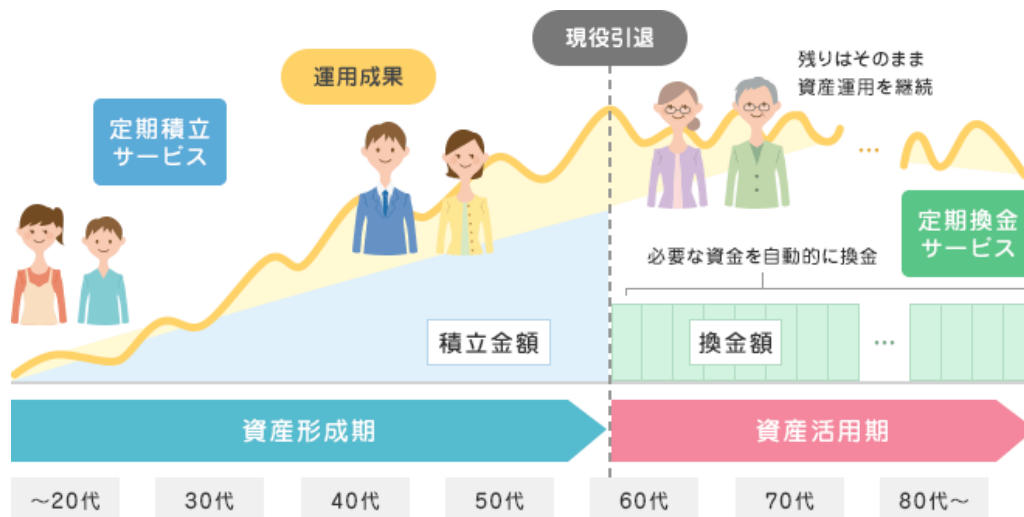 現役引退
運用成果
残りはそのまま
資産運用を継続
定期積立
サービス
…
定期換金
サービス
必要な資金を自動的に換金
積立金額
換金額
…
資産形成期
資産活用期
～20代
30代
40代
50代
60代
70代
80代～